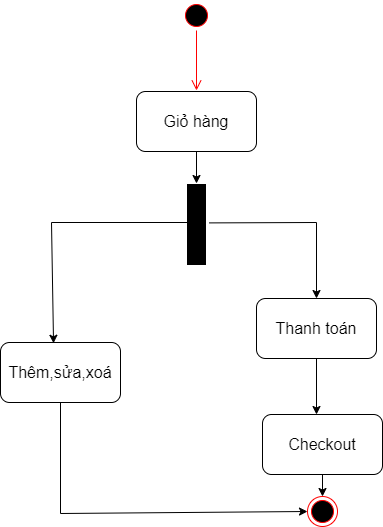 Giỏ hàng
Thanh toán
Thêm,sửa,xoá
Checkout